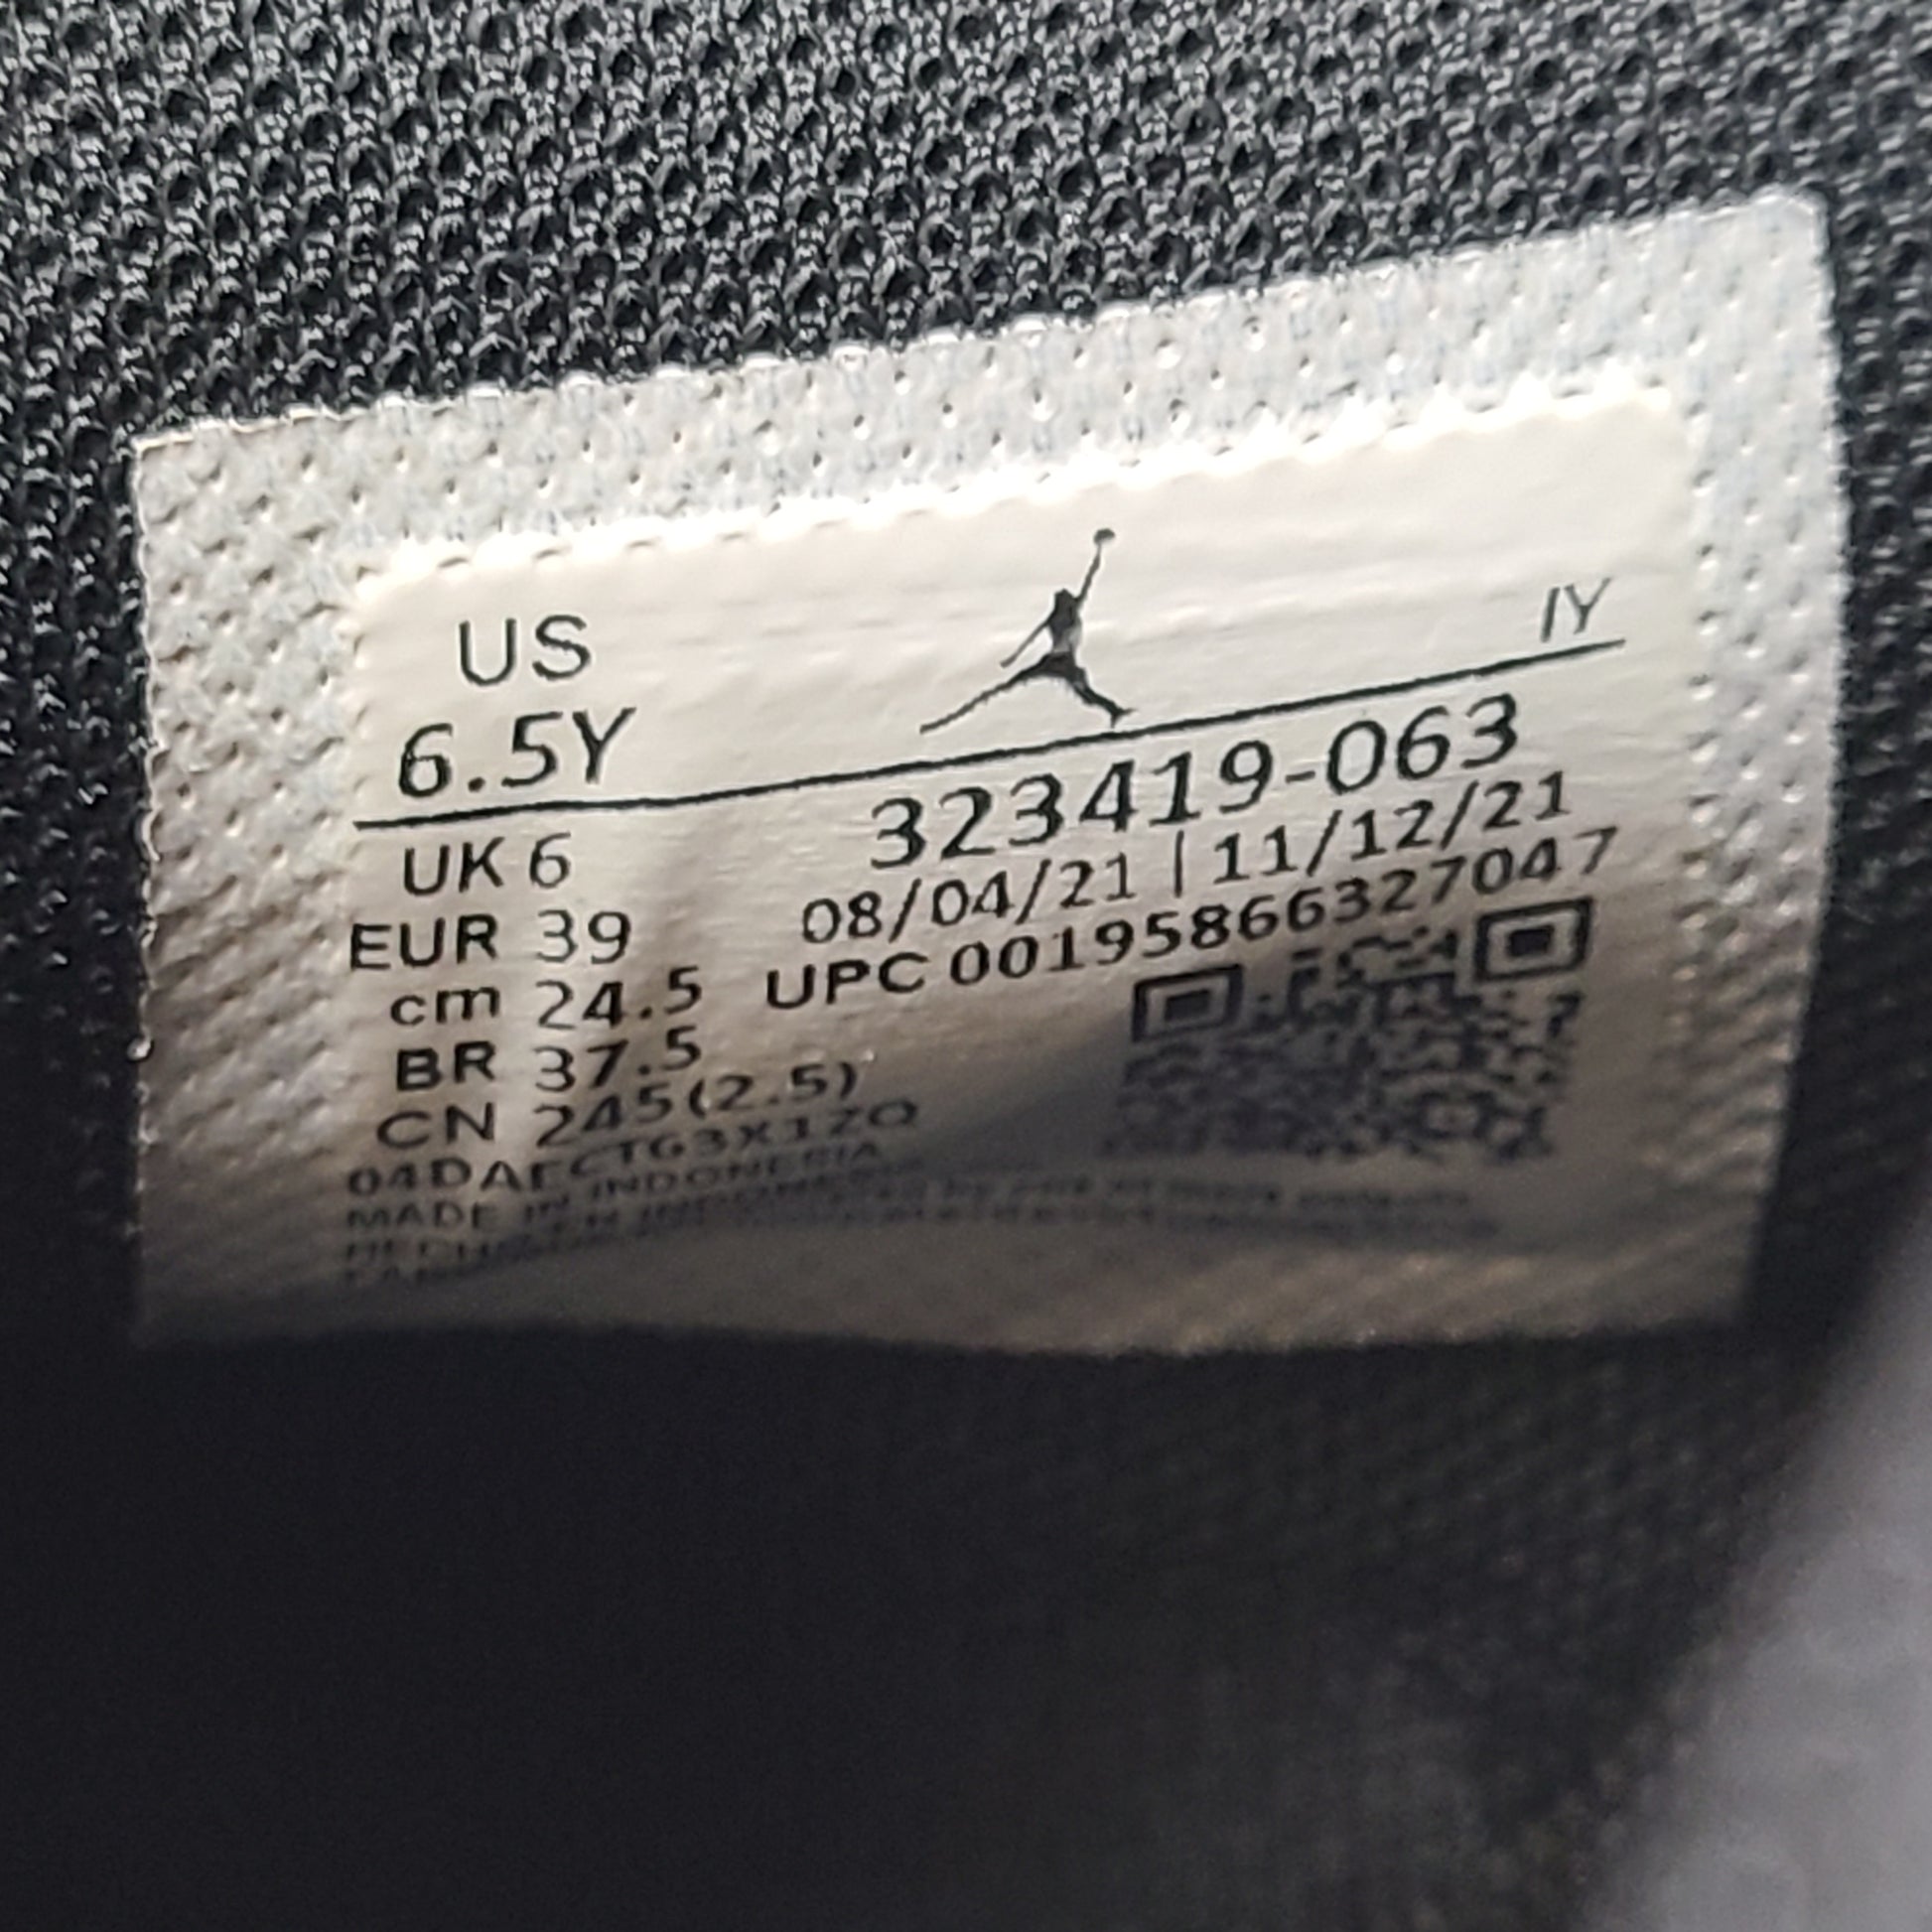 US
6.5Y
IY
323419-063
08/04/21 | 11/12/21
UPC 00195866327047
UK 6
EUR 39
cm 24.5
BR 37.5
CN 245(2.5)
MADE IN INDONESIA